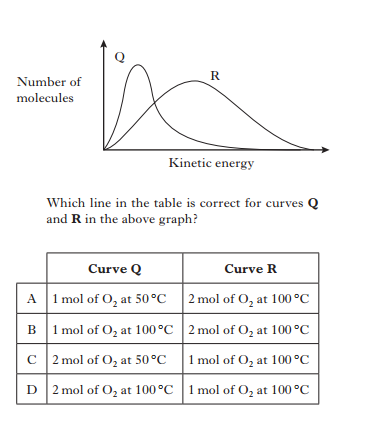 Q
R
Number of
molecules
Kinetic energy
Which line in the table is correct for curves Q
and R in the above graph?
Curve Q Curve R
A 1 mol of O₂ at 50 °C 2 mol of O₂ at 100 °C
B 1 mol of O₂ at 100 °C 2 mol of O₂ at 100 °C
C 2 mol of O₂ at 50 °C 1 mol of O₂ at 100 °C
D 2 mol of O₂ at 100 °C 1 mol of O₂ at 100 °C